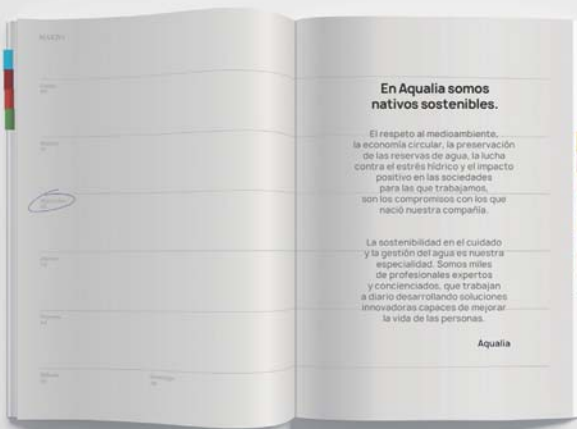 En Aqualia somos
nativos sostenibles.
El respeto al medioambiente,
la economía circular, la preservación
de las reservas de agua, la lucha
contra el estrés hídrico y el impacto
positivo en las sociedades
para las que trabajamos,
son los compromisos con los que
nació nuestra compañía.
La sostenibilidad en el cuidado
y la gestión del agua es nuestra
especialidad. Somos miles
de profesionales expertos
y concienciados, que trabajan
a diario desarrollando soluciones
innovadoras capaces de mejorar
la vida de las personas.
Aqualia